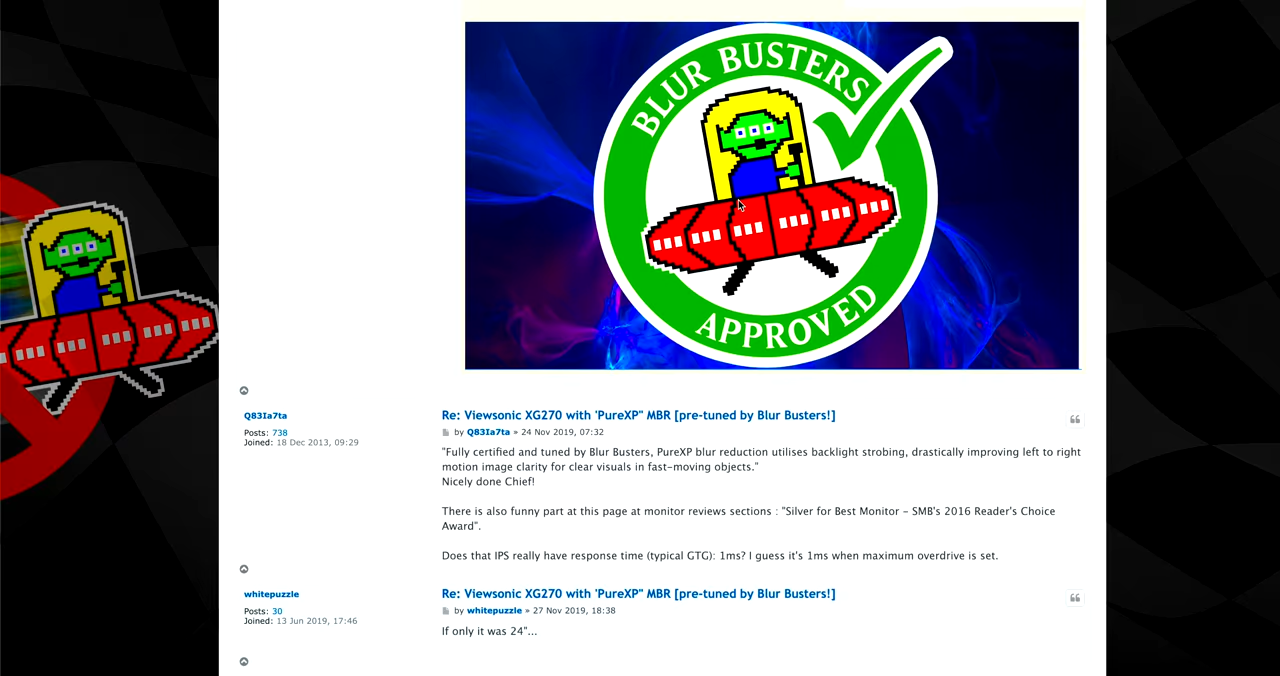 BLUR BUSTERS
APPROVED
Q83Ia7ta
Posts: 738
Joined: 18 Dec 2013, 09:29
Re: Viewsonic XG270 with 'PureXP" MBR [pre-tuned by Blur Busters!]
by Q83Ia7ta » 24 Nov 2019, 07:32
"Fully certified and tuned by Blur Busters, PureXP blur reduction utilises backlight strobing, drastically improving left to right
motion image clarity for clear visuals in fast-moving objects."
Nicely done Chief!
There is also funny part at this page at monitor reviews sections : "Silver for Best Monitor – SMB's 2016 Reader's Choice
Award".
Does that IPS really have response time (typical GTG): 1ms? I guess it's 1ms when maximum overdrive is set.
whitepuzzle
Posts: 30
Joined: 13 Jun 2019, 17:46
Re: Viewsonic XG270 with 'PureXP" MBR [pre-tuned by Blur Busters!]
by whitepuzzle » 27 Nov 2019, 18:38
If only it was 24"...